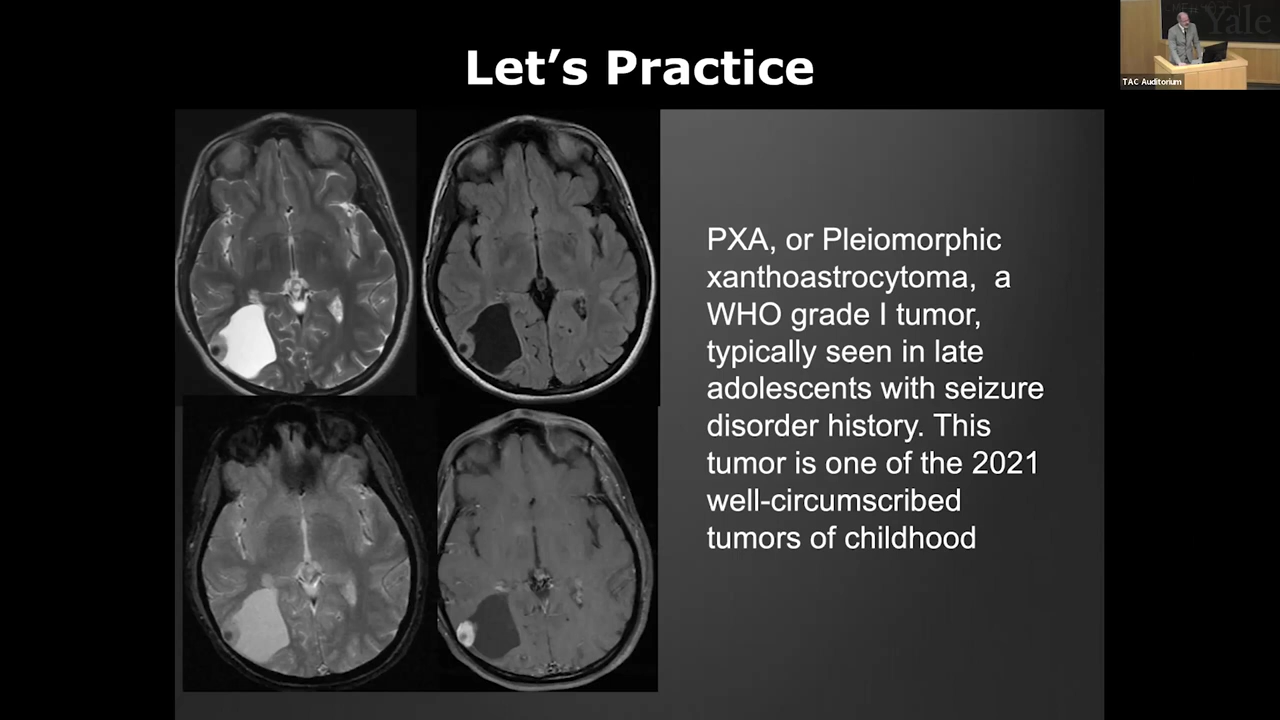 Let's Practice
Yale
TAC Auditorium
PXA, or Pleiomorphic
xanthoastrocytoma,  a
WHO grade I tumor,
typically seen in late
adolescents with seizure
disorder history. This
tumor is one of the 2021
well-circumscribed
tumors of childhood